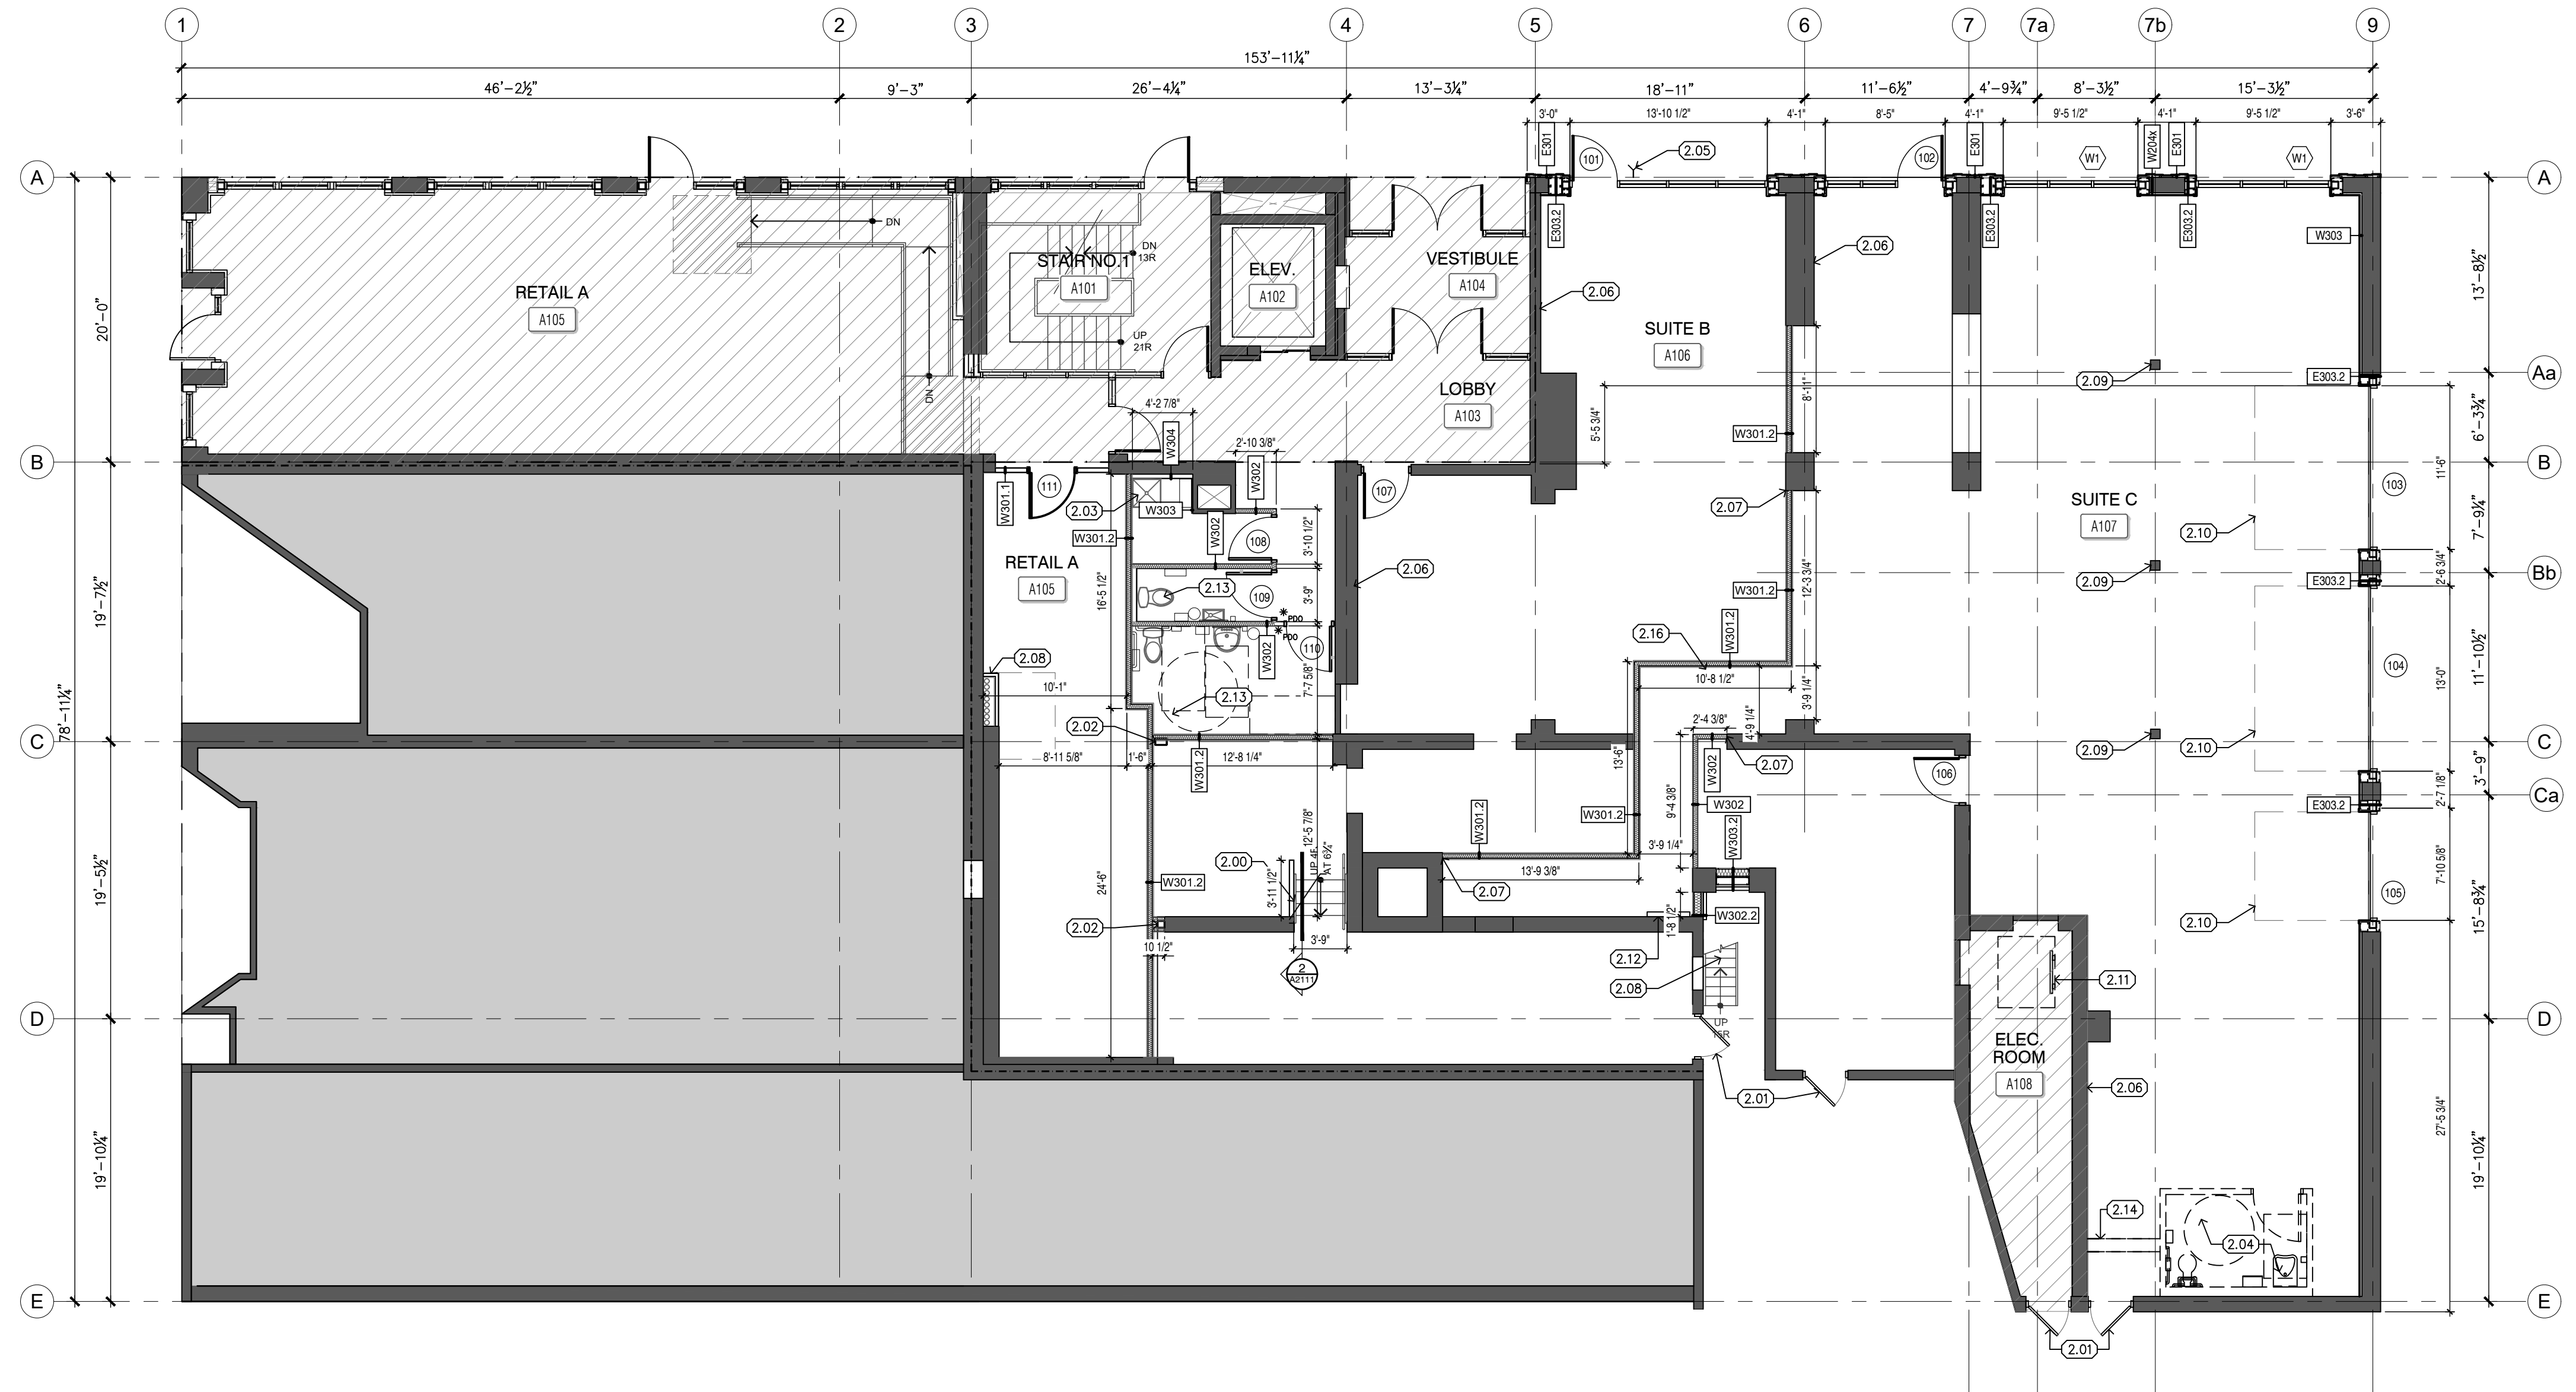 1 2 3 4 5 6 7 7a 7b 9
153'-11¼"
46'-2½" 9'-3" 26'-4¼" 13'-3¼" 18'-11" 11'-6½" 4'-9¾" 8'-3½" 15'-3½"
3'-0" 13'-10 1/2" 4'-1" 8'-5" 4'-1" 9'-5 1/2" 4'-1" 9'-5 1/2" 3'-6"
E301 101 2.05 102 E301 W1 W204x E301 W1
A A
E303.2 E303.2 E303.2 W303
DN
2.06
STAIR NO.1
A101
DN
13R
ELEV.
A102
VESTIBULE
A104
2.06
13'-8½"
RETAIL A
A105
20'-0"
UP
21R
SUITE B
A106
2.09 E303.2 Aa
DN
LOBBY
A103
8'-11"
4'-2 7/8"
5'-5 3/4"
W301.2
6'-3¾"
W304
2'-10 3/8"
B B
11'-6"
W301.1 111 2.03 W303 W302 107 103
SUITE C
A107
2.07
2.10
7'-9¼"
W301.2 W302 108 3'-10 1/2"
RETAIL A
A105
2.06
2'-6 3/4"
Bb
2.09 E303.2
16'-5 1/2"
2.13 109 3'-9"
PDO
PDO
W301.2 12'-3 3/4"
19'-7½"
78'-11¼"
W302 110
2.16 W301.2
104
11'-10½"
2.08
10'-1"
7'-7 5/8"
2.13
10'-8 1/2"
3'-9 1/4"
13'-0"
2.02
2'-4 3/8"
4'-9 1/4"
C C
2.09 2.10
8'-11 5/8" 1'-6" 12'-8 1/4"
W301.2
13'-6"
W302
2.07
106
3'-9"
2'-7 1/8"
Ca
W301.2 W301.2 9'-4 3/8" W302 E303.2
12'-5 7/8"
UP 4R
AT 6¾"
2.00
3'-9 1/4" W303.2
13'-9 3/8"
2.07
19'-5½"
24'-6"
W301.2
3'-11 1/2"
7'-10 5/8"
105
15'-8¾"
2.02
10 1/2"
3'-9"
1'-8 1/2"
W302.2
2.10
2
A2111
2.12
2.08
2.11
D D
UP
ELEC.
ROOM
A108
2.01
2.06
27'-5 3/4"
19'-10¼" 19'-10¼"
2.14
2.04
E E
2.01